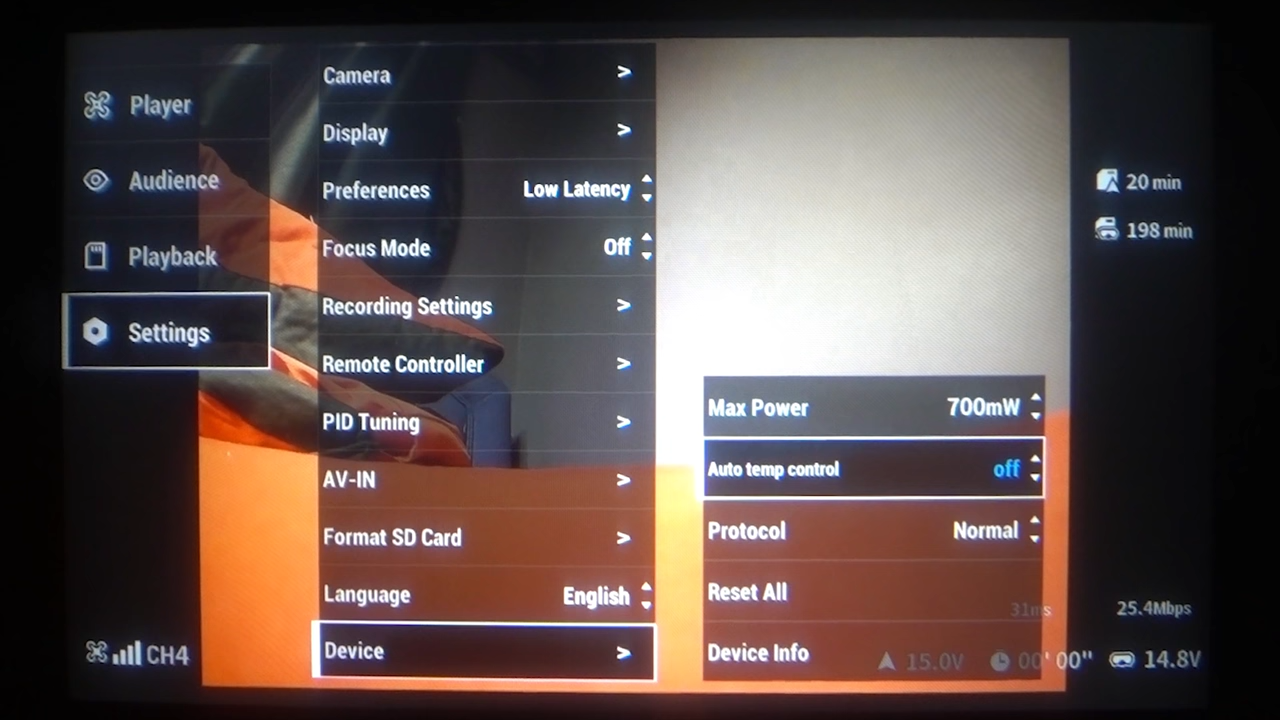 Player
Audience
Playback
Settings
CH4
Camera >
Display >
Preferences Low Latency
Focus Mode Off
Recording Settings >
Remote Controller >
PID Tuning >
AV-IN >
Format SD Card >
Language English
Device >
Max Power 700mW
Auto temp control off
Protocol Normal
Reset All
Device Info
20 min
198 min
31ms
25.4Mbps
15.0V
00' 00"
14.8V